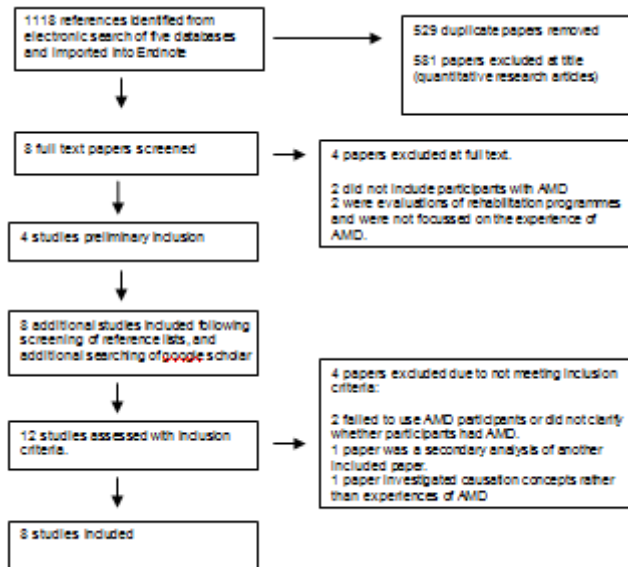 1118 references identified from
electronic search of five databases
and imported into Endnote
529 duplicate papers removed
581 papers excluded at title
(quantitative research articles)
8 full text papers screened
4 papers excluded at full text.
2 did not include participants with AMD
2 were evaluations of rehabilitation programmes
and were not focussed on the experience of
AMD.
4 studies preliminary inclusion
8 additional studies included following
screening of reference lists, and
additional searching of google scholar
4 papers excluded due to not meeting inclusion
criteria:
2 failed to use AMD participants or did not clarify
whether participants had AMD.
1 paper was a secondary analysis of another
included paper.
1 paper investigated causation concepts rather
than experiences of AMD
12 studies assessed with inclusion
criteria.
8 studies included